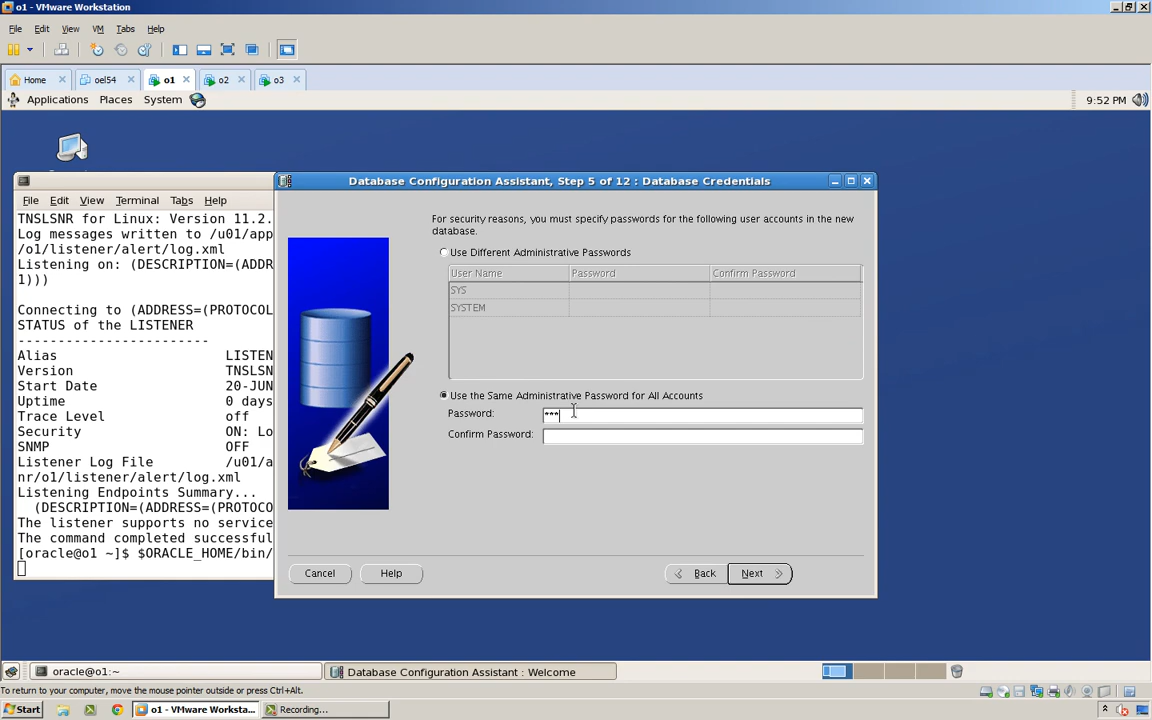 o1 - VMware Workstation
File Edit View VM Tabs Help
Home oel54 o1 o2 o3
Applications Places System 9:52 PM
Database Configuration Assistant, Step 5 of 12 : Database Credentials
File Edit View Terminal Tabs Help
TNSLSNR for Linux: Version 11.2.
Log messages written to /u01/app
/o1/listener/alert/log.xml
Listening on: (DESCRIPTION=(ADDR
1)))
Connecting to (ADDRESS=(PROTOCOL
STATUS of the LISTENER
------------------------
Alias LISTEN
Version TNSLSN
Start Date 20-JUN
Uptime 0 days
Trace Level off
Security ON: Lo
SNMP OFF
Listener Log File /u01/a
nr/o1/listener/alert/log.xml
Listening Endpoints Summary...
(DESCRIPTION=(ADDRESS=(PROTOCO
The listener supports no service
The command completed successful
[oracle@o1 ~]$ $ORACLE_HOME/bin/
For security reasons, you must specify passwords for the following user accounts in the new
database.
Use Different Administrative Passwords
User Name Password Confirm Password
SYS
SYSTEM
Use the Same Administrative Password for All Accounts
Password: ***
Confirm Password:
Cancel Help Back Next
oracle@o1:~ Database Configuration Assistant : Welcome
To return to your computer, move the mouse pointer outside or press Ctrl+Alt.
Start o1 - VMware Worksta... Recording...